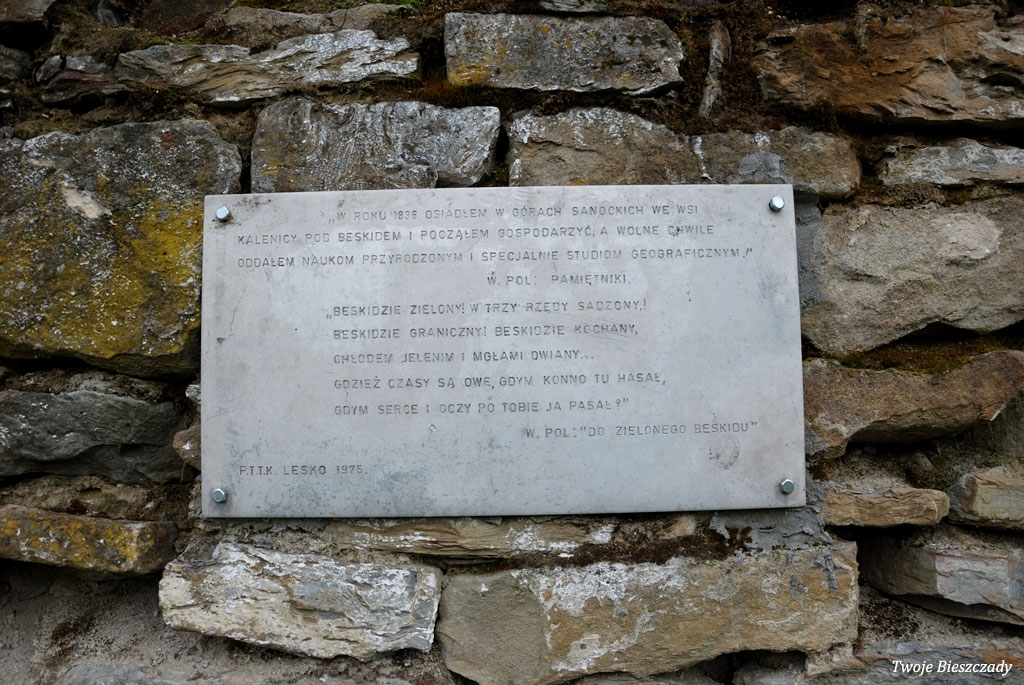 "„W ROKU 1836 OSIADŁEM W GÓRACH SANOCKICH WE WSI
KALENICY POD BESKIDEM I POCZĄŁEM GOSPODARZYĆ, A WOLNE CHWILE
ODDAŁEM NAUKOM PRZYRODZONYM I SPECJALNIE STUDIOM GEOGRAFICZNYM."
W. POL: PAMIĘTNIKI.
„BESKIDZIE ZIELONY! W TRZY RZĘDY SADZONY,!
BESKIDZIE GRANICZNY! BESKIDZIE KOCHANY,
CHŁODEM JELENIM I MGŁAMI OWIANY...
GDZIEŻ CZASY SĄ OWE, GDYM KONNO TU HASAŁ,
GDYM SERCE I OCZY PO TOBIE JA PASAŁ?"
W. POL: "DO ZIELONEGO BESKIDU"
P.T.T.K. LESKO 1975.
Twoje Bieszczady